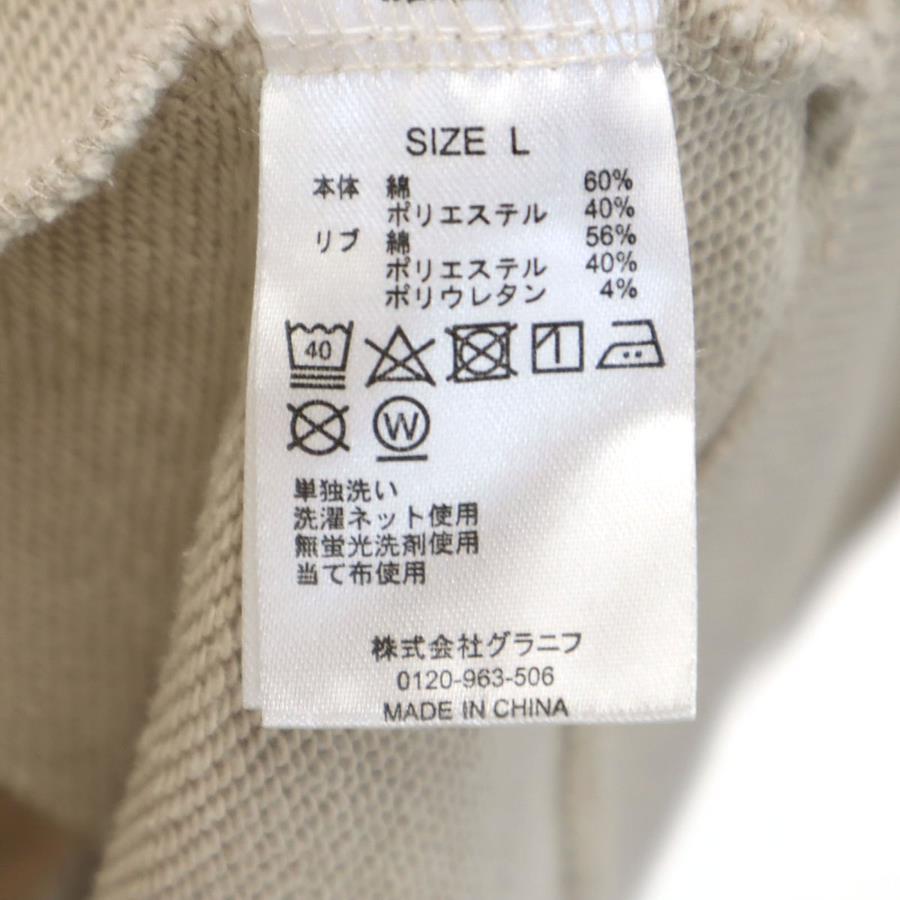 SIZE L
本体 綿 60%
ポリエステル 40%
リブ 綿 56%
ポリエステル 40%
ポリウレタン 4%
40
W
単独洗い
洗濯ネット使用
無蛍光洗剤使用
当て布使用
株式会社グラニフ
0120-963-506
MADE IN CHINA